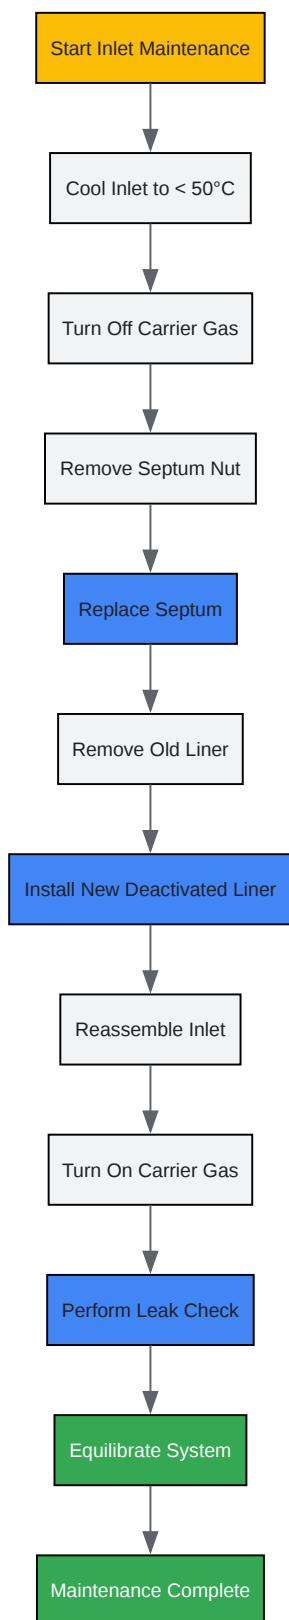 Start Inlet Maintenance
Cool Inlet to < 50°C
Turn Off Carrier Gas
Remove Septum Nut
Replace Septum
Remove Old Liner
Install New Deactivated Liner
Reassemble Inlet
Turn On Carrier Gas
Perform Leak Check
Equilibrate System
Maintenance Complete